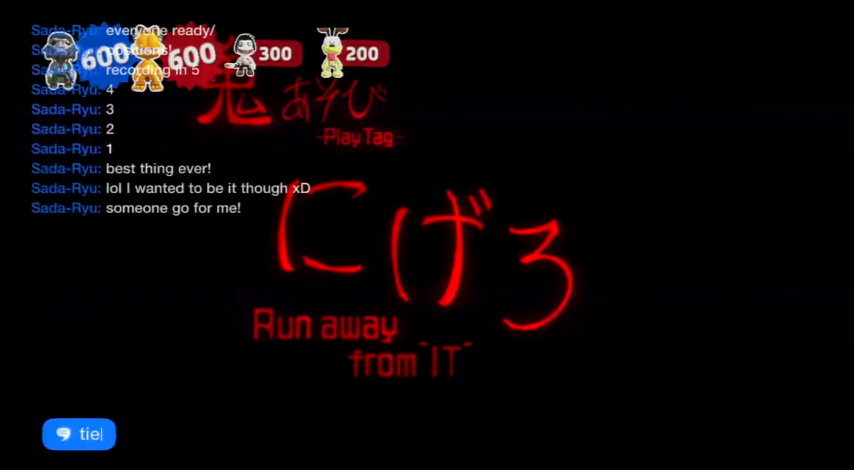 Sada-Ryu: everyone ready/
600
600
300
200
positions!
Sada-Ryu: recording in 5
Sada-Ryu: 4
Sada-Ryu: 3
Sada-Ryu: 2
Sada-Ryu: 1
Sada-Ryu: best thing ever!
Sada-Ryu: lol I wanted to be it though xD
Sada-Ryu: someone go for me!
鬼あそび
-Play Tag-
にげろ
Run away
from "IT"
tie